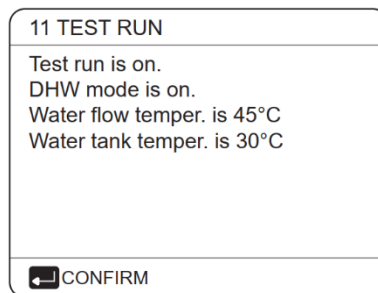 11 TEST RUN
Test run is on.
DHW mode is on.
Water flow temper. is 45°C
Water tank temper. is 30°C
CONFIRM